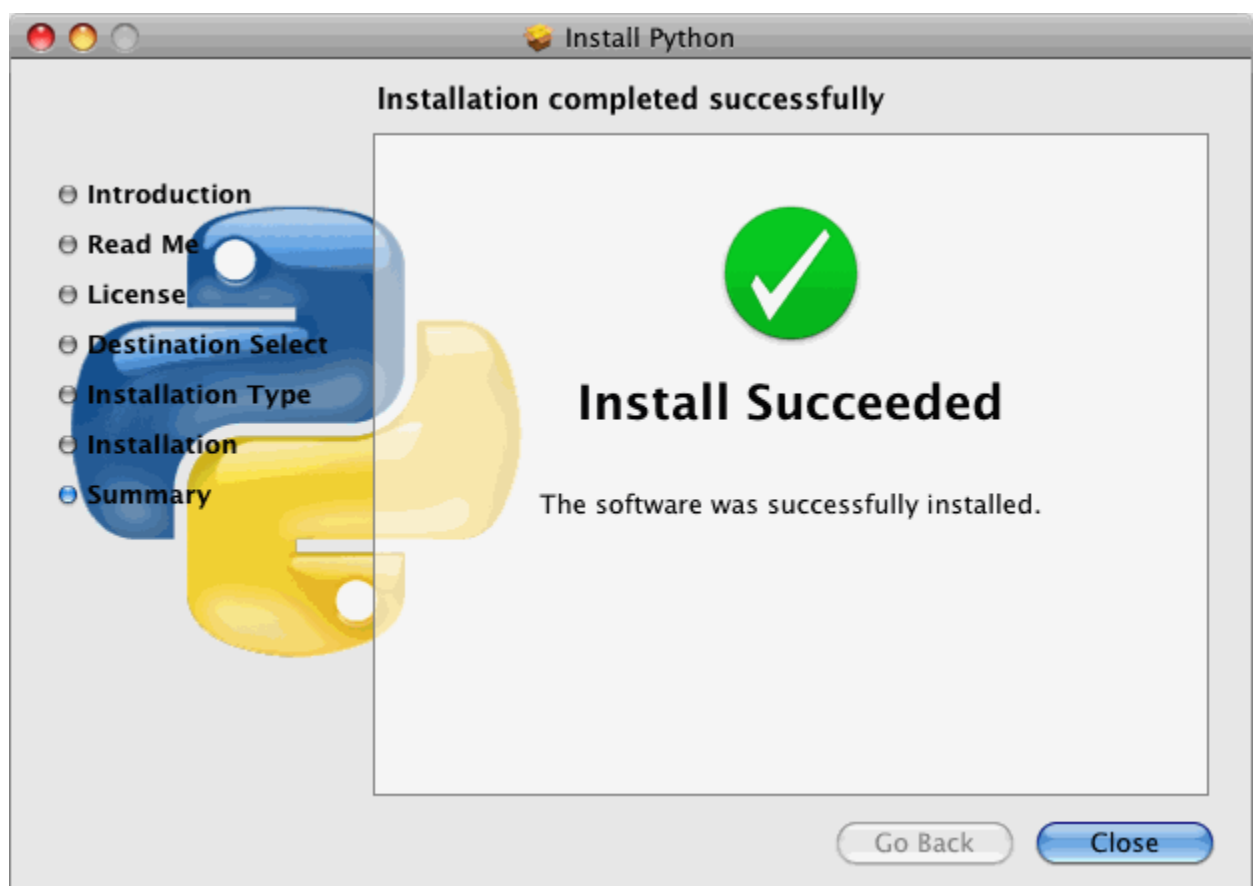 Install Python
Installation completed successfully
Introduction
Read Me
License
Destination Select
Installation Type
Installation
Summary
Install Succeeded
The software was successfully installed.
Go Back
Close